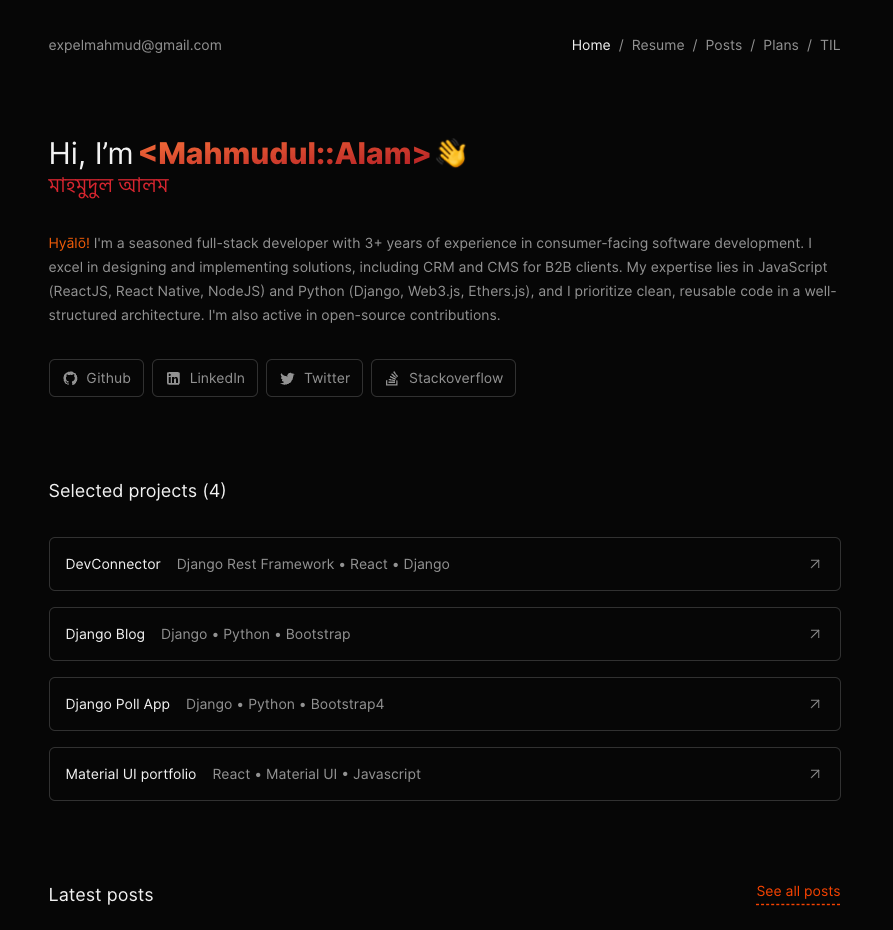 expelmahmud@gmail.com
Home / Resume / Posts / Plans / TIL
Hi, I’m <Mahmudul::Alam>👋
মাহমুদুল আলম
Hyālō! I'm a seasoned full-stack developer with 3+ years of experience in consumer-facing software development. I
excel in designing and implementing solutions, including CRM and CMS for B2B clients. My expertise lies in JavaScript
(ReactJS, React Native, NodeJS) and Python (Django, Web3.js, Ethers.js), and I prioritize clean, reusable code in a well-
structured architecture. I'm also active in open-source contributions.
Github LinkedIn Twitter Stackoverflow
Selected projects (4)
DevConnector Django Rest Framework • React • Django
Django Blog Django • Python • Bootstrap
Django Poll App Django • Python • Bootstrap4
Material UI portfolio React • Material UI • Javascript
Latest posts
See all posts